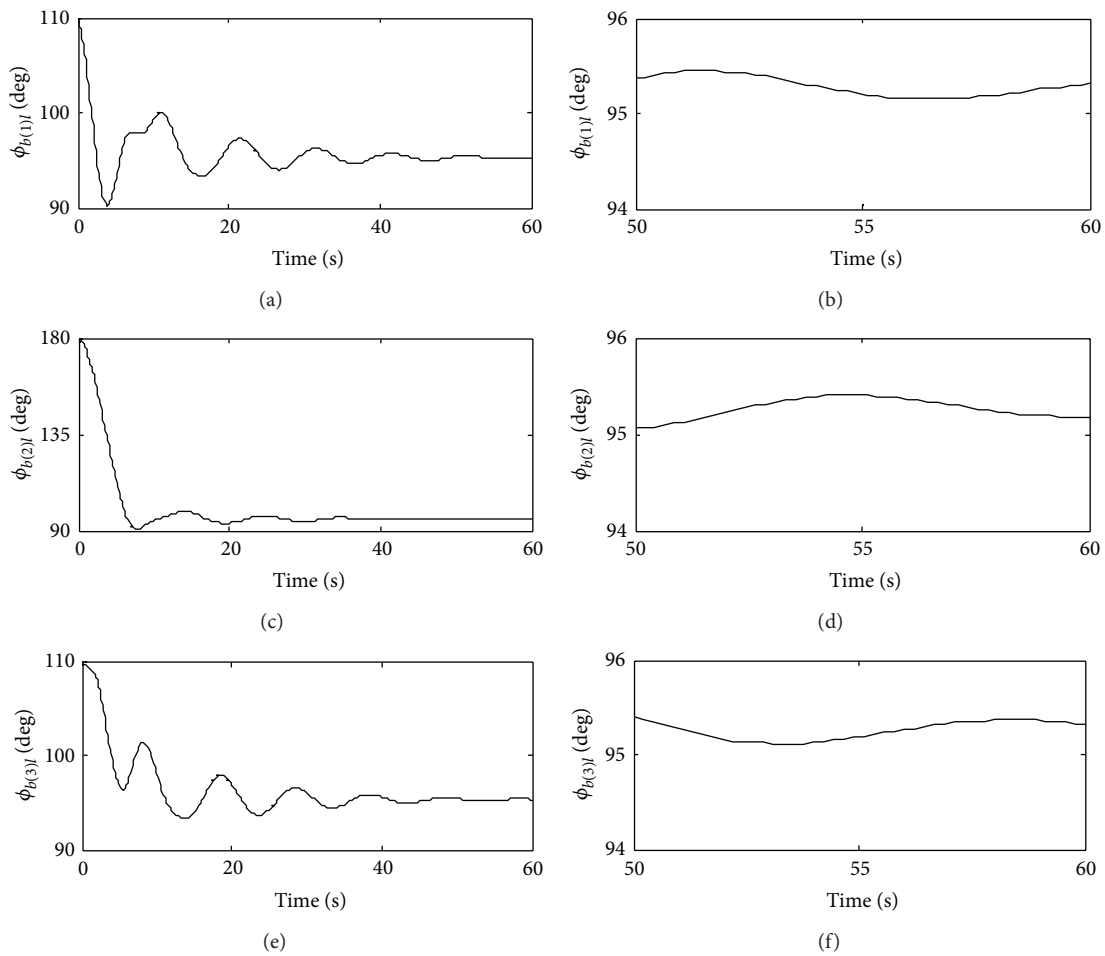 110
100
90
ϕb(1)l (deg)
0 20 40 60
Time (s)
(a)
96
95
94
ϕb(1)l (deg)
50 55 60
Time (s)
(b)
180
135
90
ϕb(2)l (deg)
0 20 40 60
Time (s)
(c)
96
95
94
ϕb(2)l (deg)
50 55 60
Time (s)
(d)
110
100
90
ϕb(3)l (deg)
0 20 40 60
Time (s)
(e)
96
95
94
ϕb(3)l (deg)
50 55 60
Time (s)
(f)